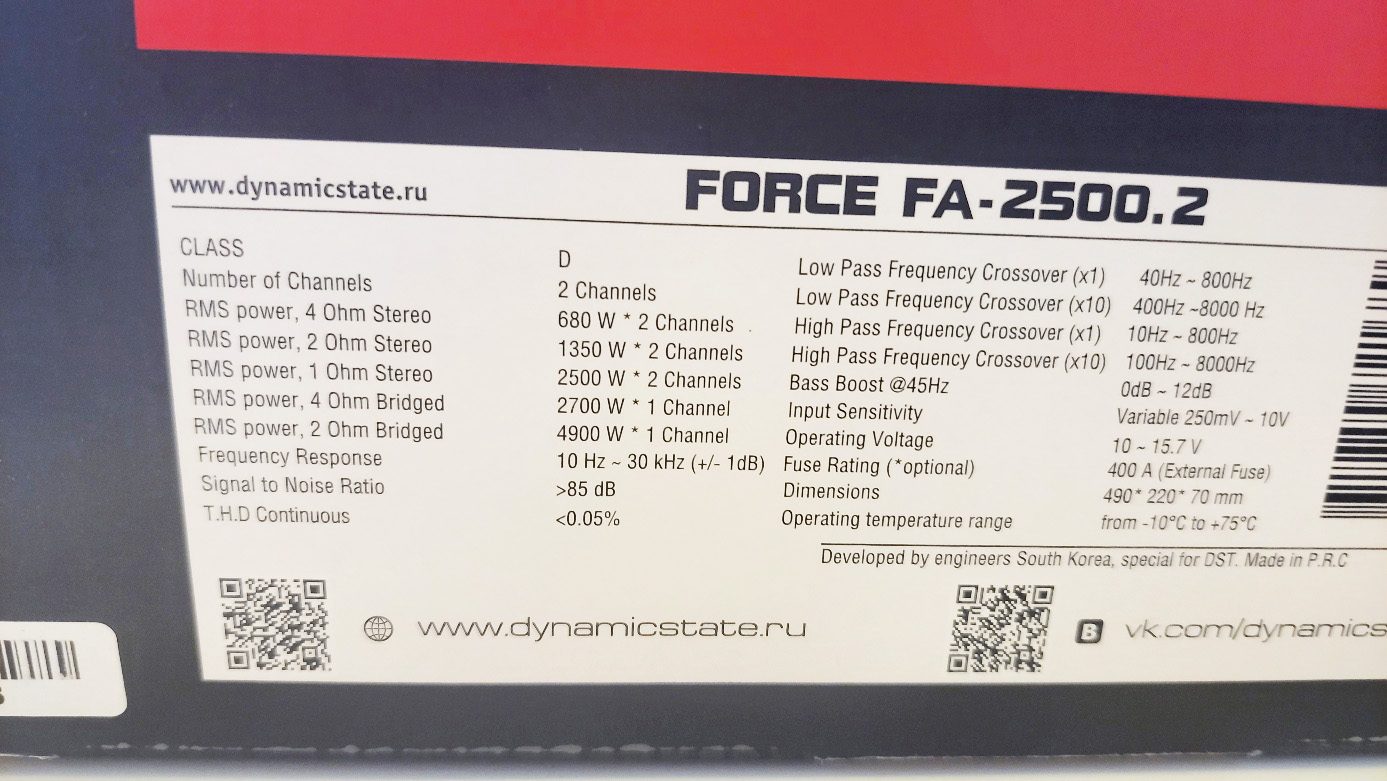 www.dynamicstate.ru
FORCE FA-2500.2
CLASS D
Number of Channels 2 Channels
RMS power, 4 Ohm Stereo 680 W * 2 Channels
RMS power, 2 Ohm Stereo 1350 W * 2 Channels
RMS power, 1 Ohm Stereo 2500 W * 2 Channels
RMS power, 4 Ohm Bridged 2700 W * 1 Channel
RMS power, 2 Ohm Bridged 4900 W * 1 Channel
Frequency Response 10 Hz ~ 30 kHz (+/- 1dB)
Signal to Noise Ratio >85 dB
T.H.D Continuous <0.05%
Low Pass Frequency Crossover (x1) 40Hz ~ 800Hz
Low Pass Frequency Crossover (x10) 400Hz ~8000 Hz
High Pass Frequency Crossover (x1) 10Hz ~ 800Hz
High Pass Frequency Crossover (x10) 100Hz ~ 8000Hz
Bass Boost @45Hz 0dB ~ 12dB
Input Sensitivity Variable 250mV ~ 10V
Operating Voltage 10 ~ 15.7 V
Fuse Rating (*optional) 400 A (External Fuse)
Dimensions 490* 220* 70 mm
Operating temperature range from -10°C to +75°C
Developed by engineers South Korea, special for DST. Made in P.R.C
www.dynamicstate.ru
B vk.com/dynamics